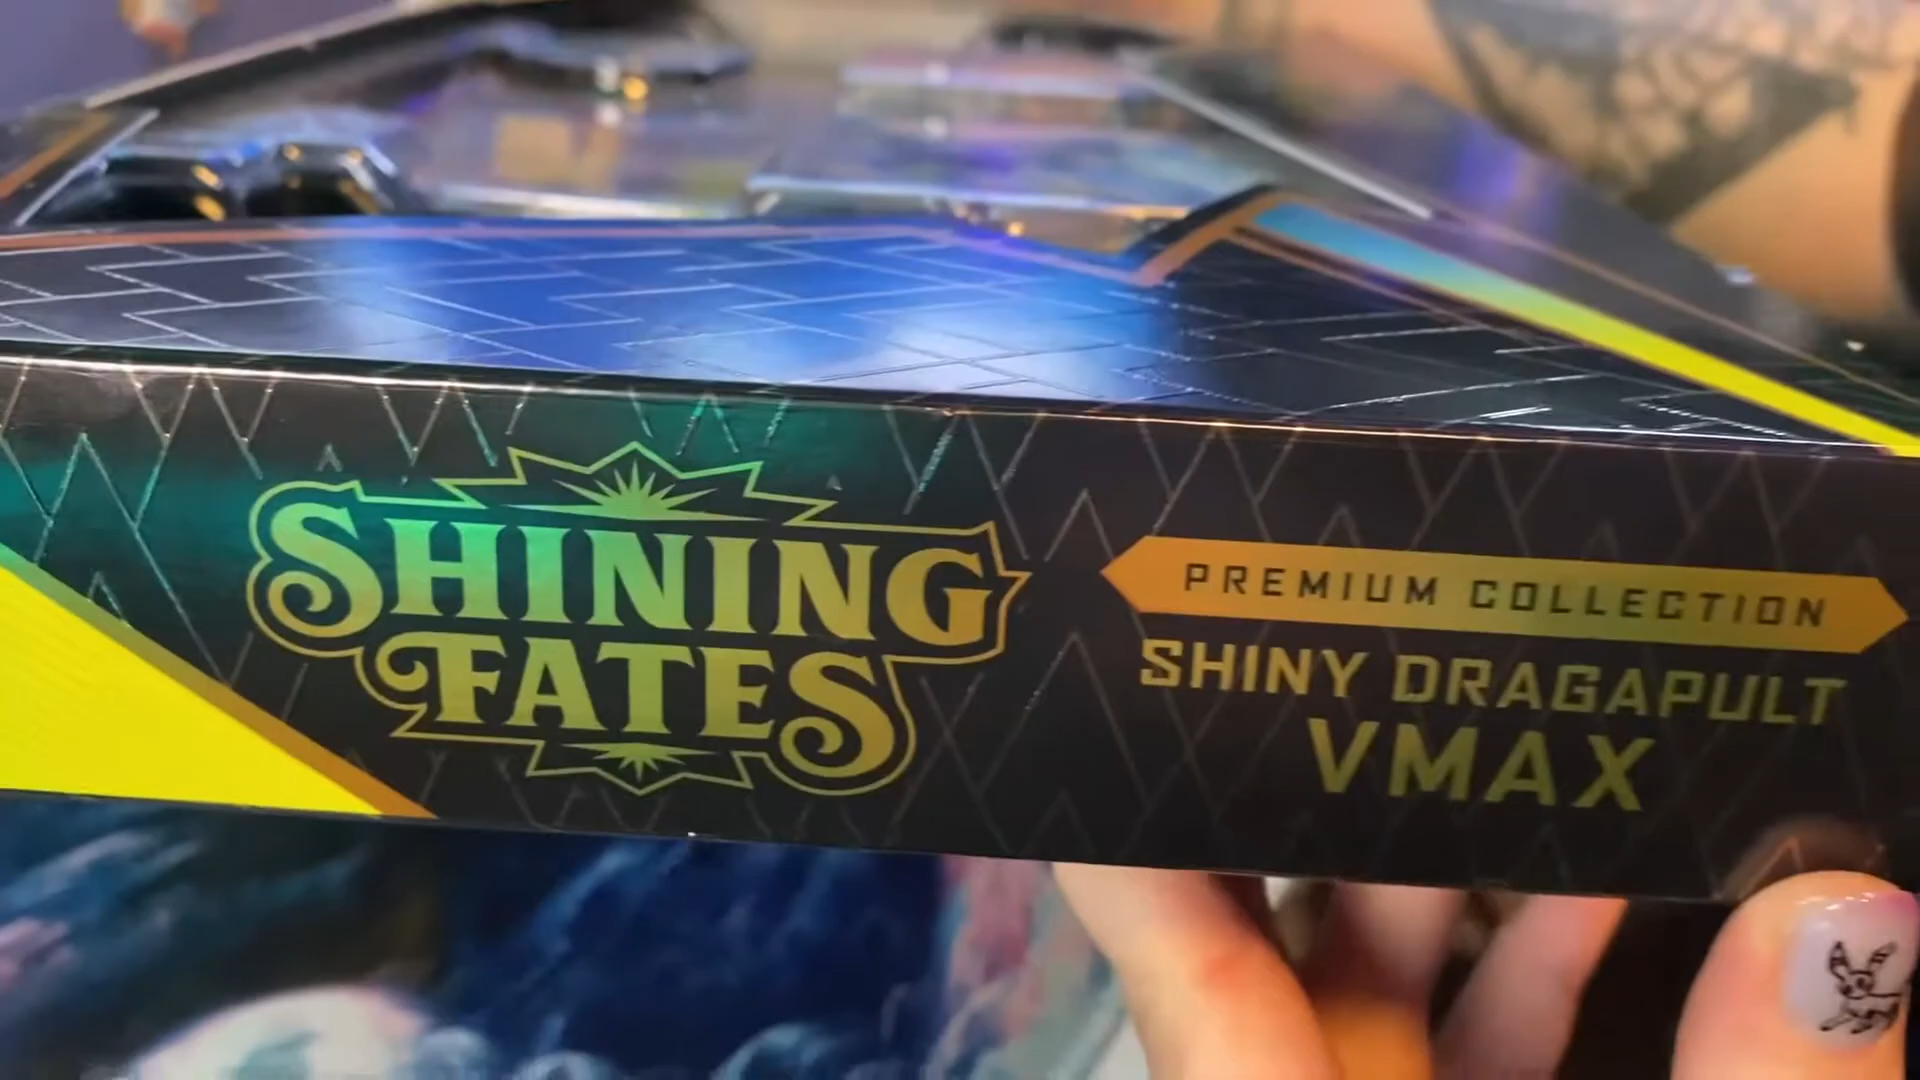 SHINING
FATES
PREMIUM COLLECTION
SHINY DRAGAPULT
VMAX